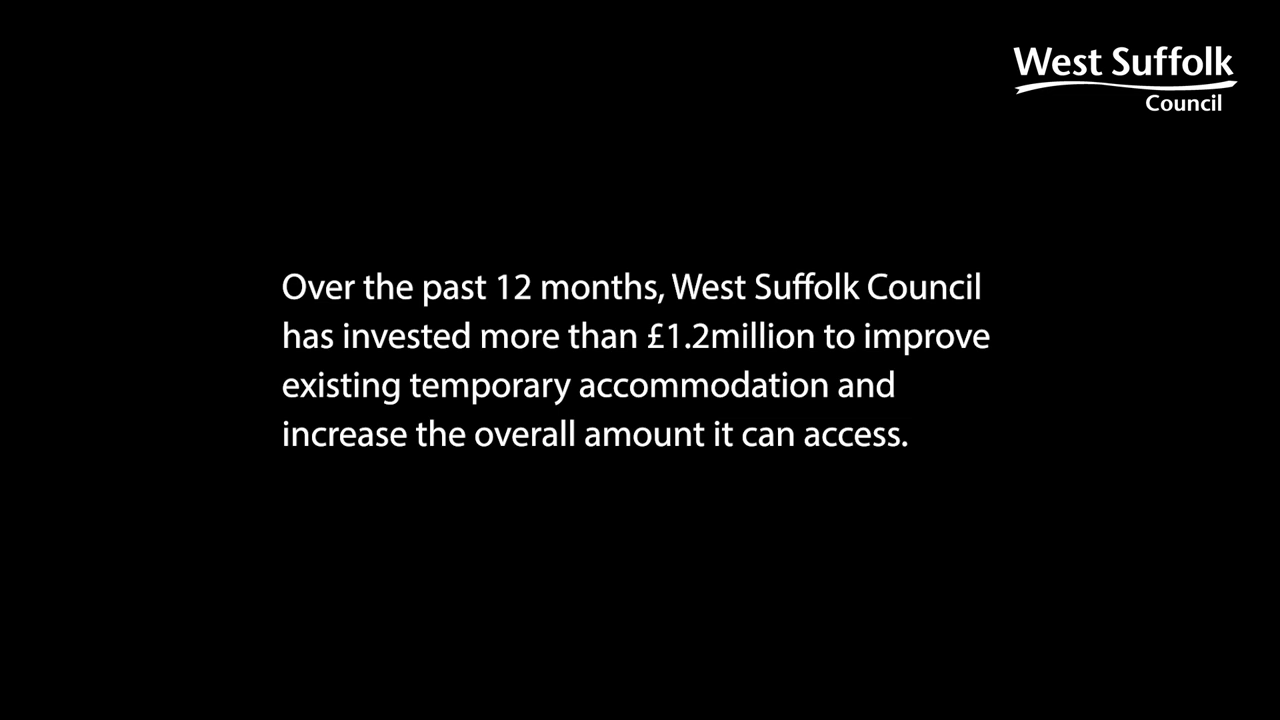 West Suffolk
Council
Over the past 12 months, West Suffolk Council
has invested more than £1.2million to improve
existing temporary accommodation and
increase the overall amount it can access.